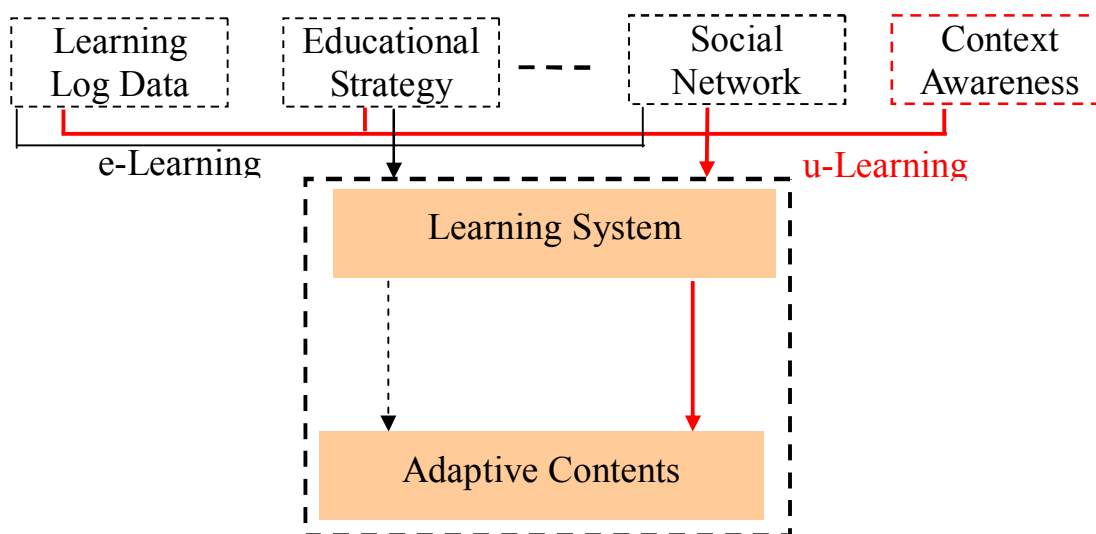 Learning
Log Data
Educational
Strategy
Social
Network
Context
Awareness
e-Learning
u-Learning
Learning System
Adaptive Contents